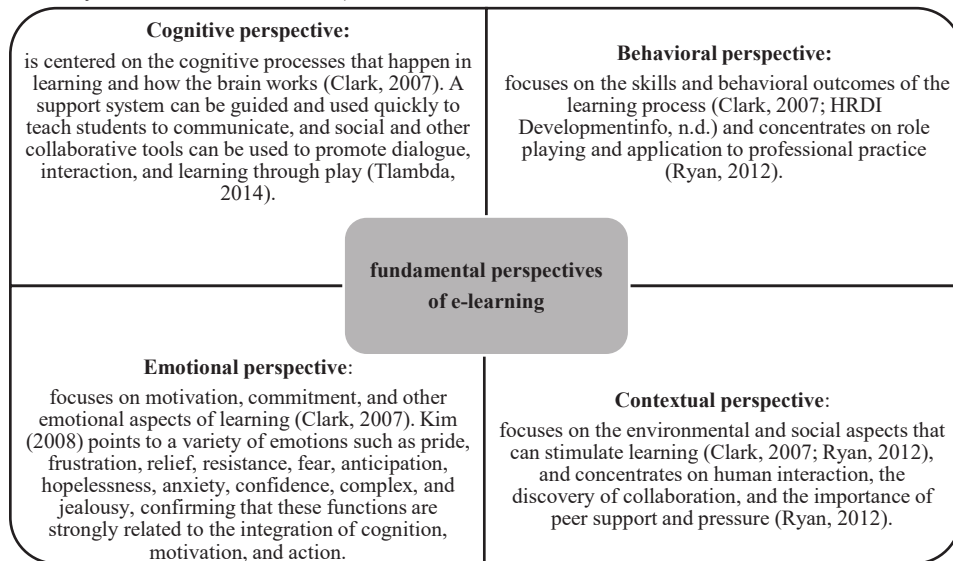 Cognitive perspective:
is centered on the cognitive processes that happen in
learning and how the brain works (Clark, 2007). A
support system can be guided and used quickly to
teach students to communicate, and social and other
collaborative tools can be used to promote dialogue,
interaction, and learning through play (Tlambda,
2014).
Behavioral perspective:
focuses on the skills and behavioral outcomes of the
learning process (Clark, 2007; HRDI
Developmentinfo, n.d.) and concentrates on role
playing and application to professional practice
(Ryan, 2012).
fundamental perspectives
of e-learning
Emotional perspective:
focuses on motivation, commitment, and other
emotional aspects of learning (Clark, 2007). Kim
(2008) points to a variety of emotions such as pride,
frustration, relief, resistance, fear, anticipation,
hopelessness, anxiety, confidence, complex, and
jealousy, confirming that these functions are
strongly related to the integration of cognition,
motivation, and action.
Contextual perspective:
focuses on the environmental and social aspects that
can stimulate learning (Clark, 2007; Ryan, 2012),
and concentrates on human interaction, the
discovery of collaboration, and the importance of
peer support and pressure (Ryan, 2012).